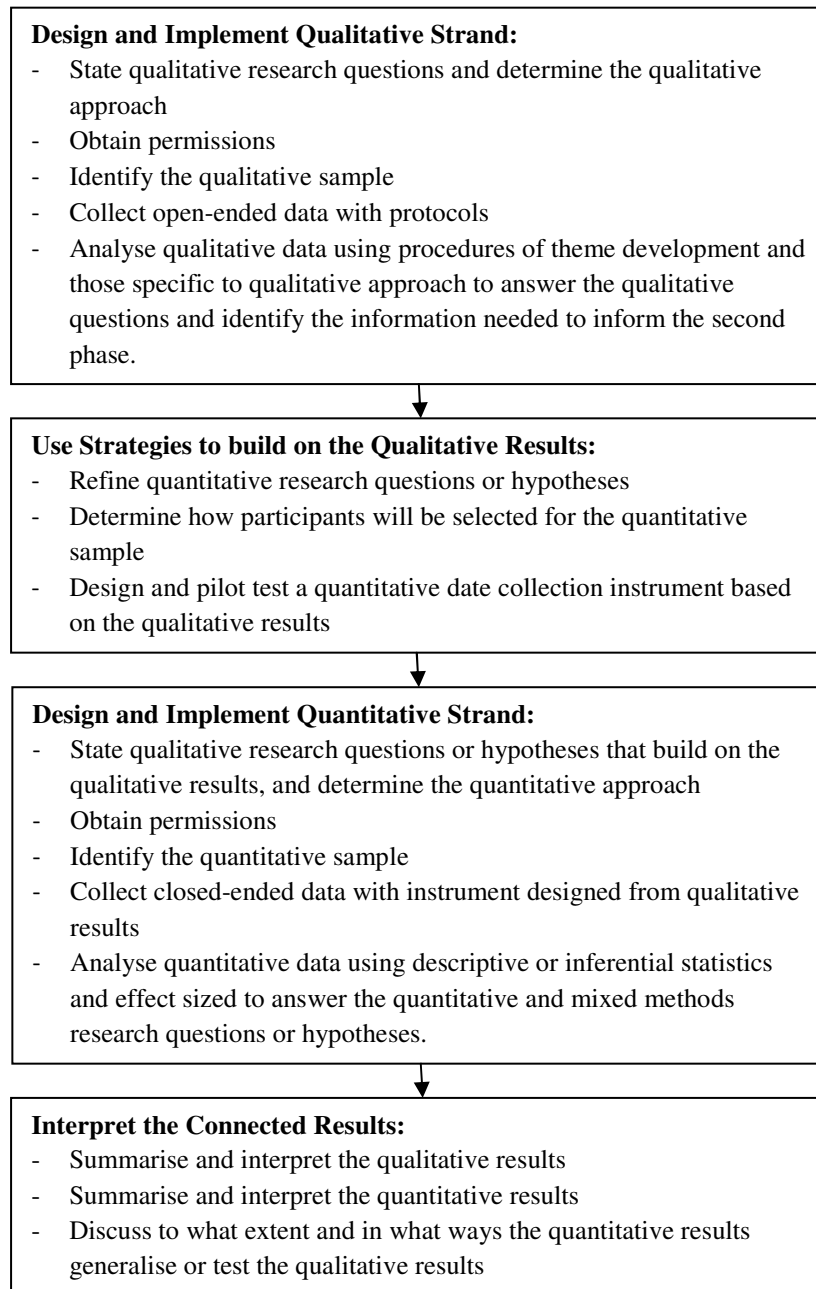 Design and Implement Qualitative Strand:
- State qualitative research questions and determine the qualitative
approach
- Obtain permissions
- Identify the qualitative sample
- Collect open-ended data with protocols
- Analyse qualitative data using procedures of theme development and
those specific to qualitative approach to answer the qualitative
questions and identify the information needed to inform the second
phase.
Use Strategies to build on the Qualitative Results:
- Refine quantitative research questions or hypotheses
- Determine how participants will be selected for the quantitative
sample
- Design and pilot test a quantitative date collection instrument based
on the qualitative results
Design and Implement Quantitative Strand:
- State qualitative research questions or hypotheses that build on the
qualitative results, and determine the quantitative approach
- Obtain permissions
- Identify the quantitative sample
- Collect closed-ended data with instrument designed from qualitative
results
- Analyse quantitative data using descriptive or inferential statistics
and effect sized to answer the quantitative and mixed methods
research questions or hypotheses.
Interpret the Connected Results:
- Summarise and interpret the qualitative results
- Summarise and interpret the quantitative results
- Discuss to what extent and in what ways the quantitative results
generalise or test the qualitative results